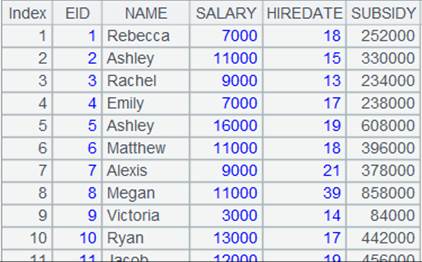 Index EID NAME SALARY HIREDATE SUBSIDY
1 1 Rebecca 7000 18 252000
2 2 Ashley 11000 15 330000
3 3 Rachel 9000 13 234000
4 4 Emily 7000 17 238000
5 5 Ashley 16000 19 608000
6 6 Matthew 11000 18 396000
7 7 Alexis 9000 21 378000
8 8 Megan 11000 39 858000
9 9 Victoria 3000 14 84000
10 10 Ryan 13000 17 442000
11 11 Jacob 12000 19 456000